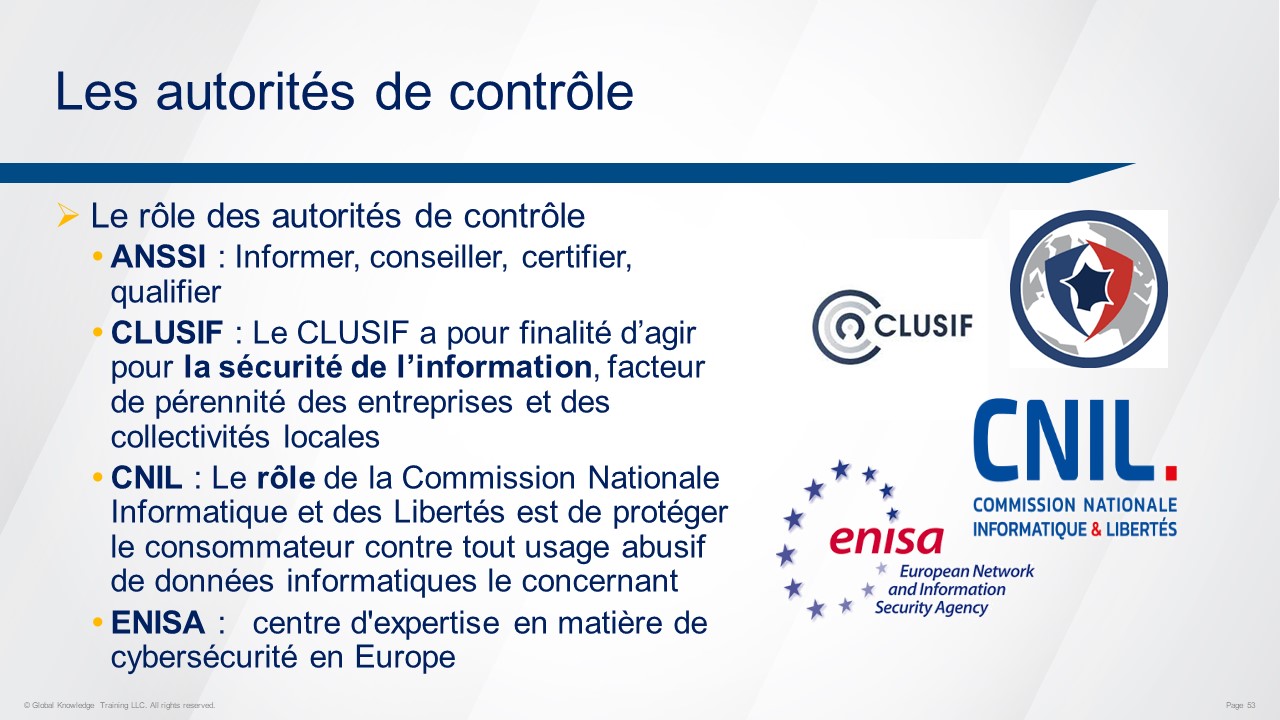 Les autorités de contrôle
Le rôle des autorités de contrôle
ANSSI : Informer, conseiller, certifier,
qualifier
CLUSIF : Le CLUSIF a pour finalité d’agir
pour la sécurité de l’information, facteur
de pérennité des entreprises et des
collectivités locales
CNIL : Le rôle de la Commission Nationale
Informatique et des Libertés est de protéger
le consommateur contre tout usage abusif
de données informatiques le concernant
ENISA : centre d'expertise en matière de
cybersécurité en Europe
CLUSIF
CNIL.
COMMISSION NATIONALE
INFORMATIQUE & LIBERTÉS
enisa
European Network
and Information
Security Agency
© Global Knowledge Training LLC. All rights reserved.
Page 53